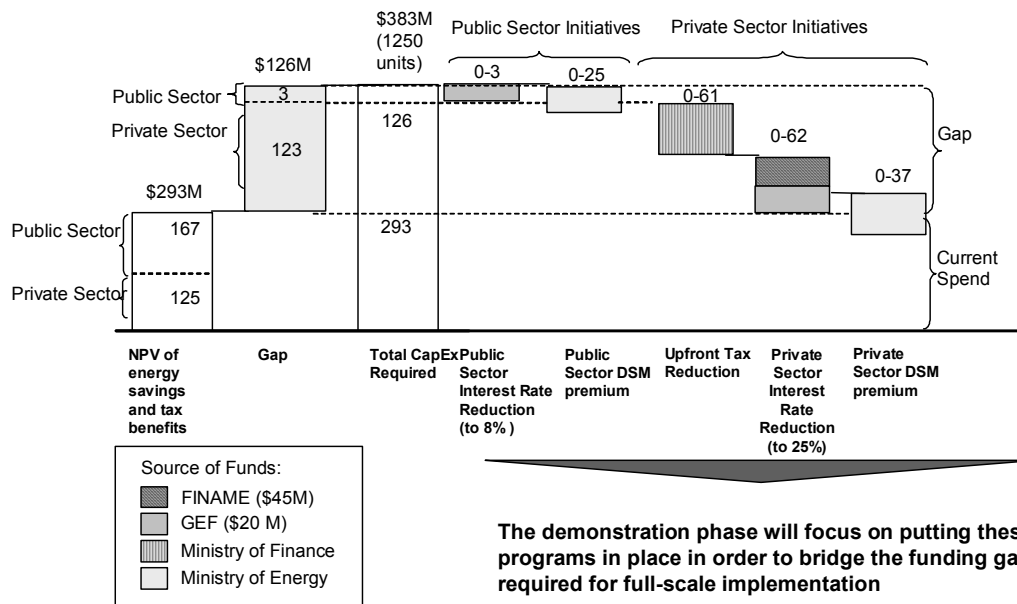 $383M
(1250
units)
Public Sector Initiatives
Private Sector Initiatives
$126M
0-3
0-25
Public Sector
3
0-61
126
Private Sector
123
0-62
Gap
0-37
$293M
Public Sector
167
293
Current
Spend
Private Sector
125
NPV of
energy
savings
and tax
benefits
Gap
Total CapEx
Required
Public
Sector
Interest Rate
Reduction
(to 8% )
Public
Sector DSM
premium
Upfront Tax
Reduction
Private
Sector
Interest
Rate
Reduction
(to 25%)
Private
Sector DSM
premium
Source of Funds:
FINAME ($45M)
GEF ($20 M)
Ministry of Finance
Ministry of Energy
The demonstration phase will focus on putting thes
programs in place in order to bridge the funding ga
required for full-scale implementation